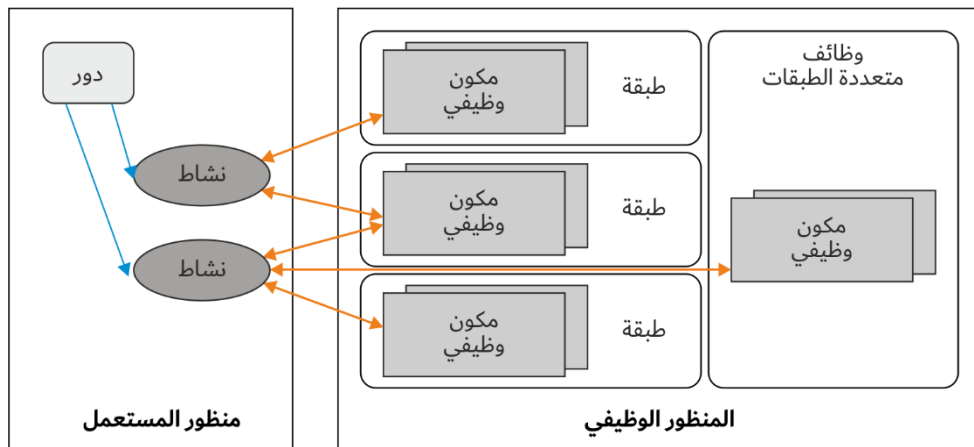 وظائف
متعددة الطبقات
طبقة
مكون
وظيفي
دور
نشاط
طبقة
مكون
وظيفي
مكون
وظيفي
نشاط
طبقة
مكون
وظيفي
المنظور الوظيفي
منظور المستعمل